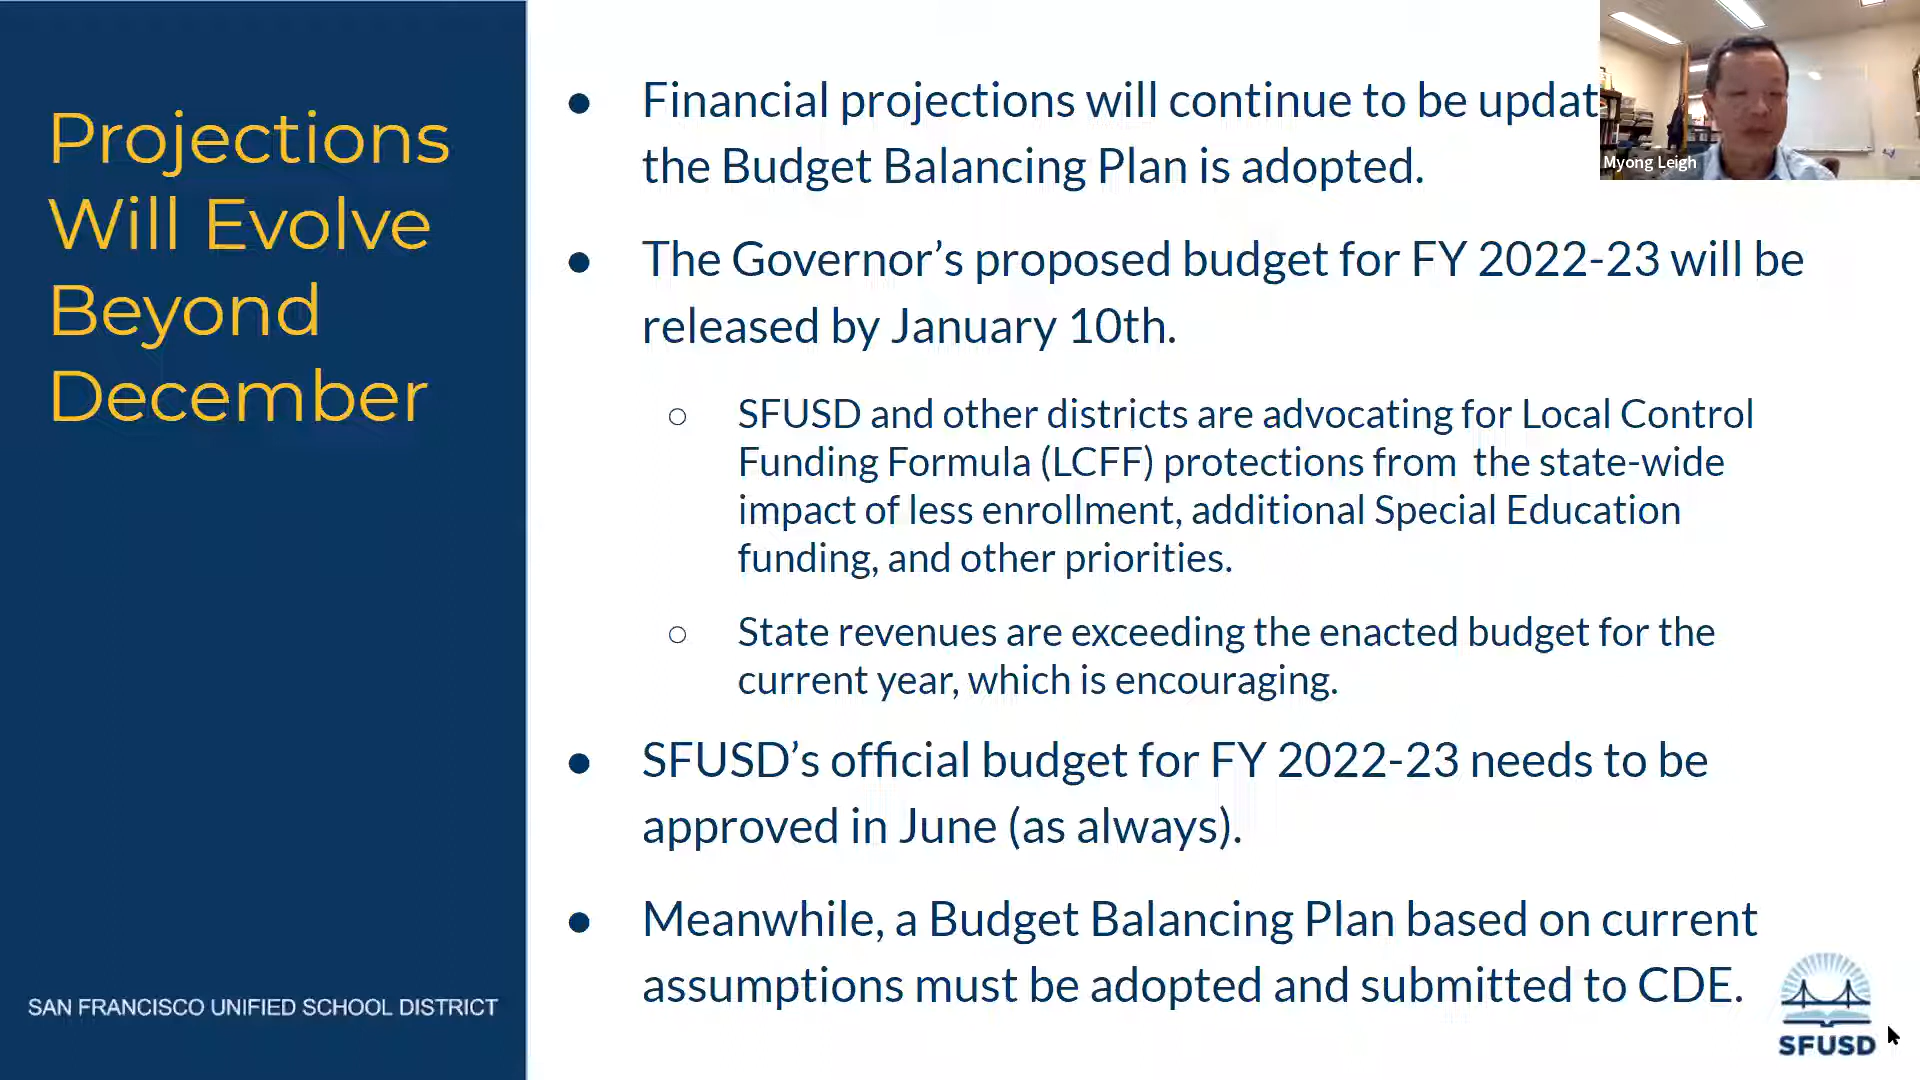 Projections
Will Evolve
Beyond
December
SAN FRANCISCO UNIFIED SCHOOL DISTRICT
● Financial projections will continue to be updat
the Budget Balancing Plan is adopted.
● The Governor’s proposed budget for FY 2022-23 will be
released by January 10th.
○ SFUSD and other districts are advocating for Local Control
Funding Formula (LCFF) protections from the state-wide
impact of less enrollment, additional Special Education
funding, and other priorities.
○ State revenues are exceeding the enacted budget for the
current year, which is encouraging.
● SFUSD’s official budget for FY 2022-23 needs to be
approved in June (as always).
● Meanwhile, a Budget Balancing Plan based on current
assumptions must be adopted and submitted to CDE.
Myong Leigh
SFUSD